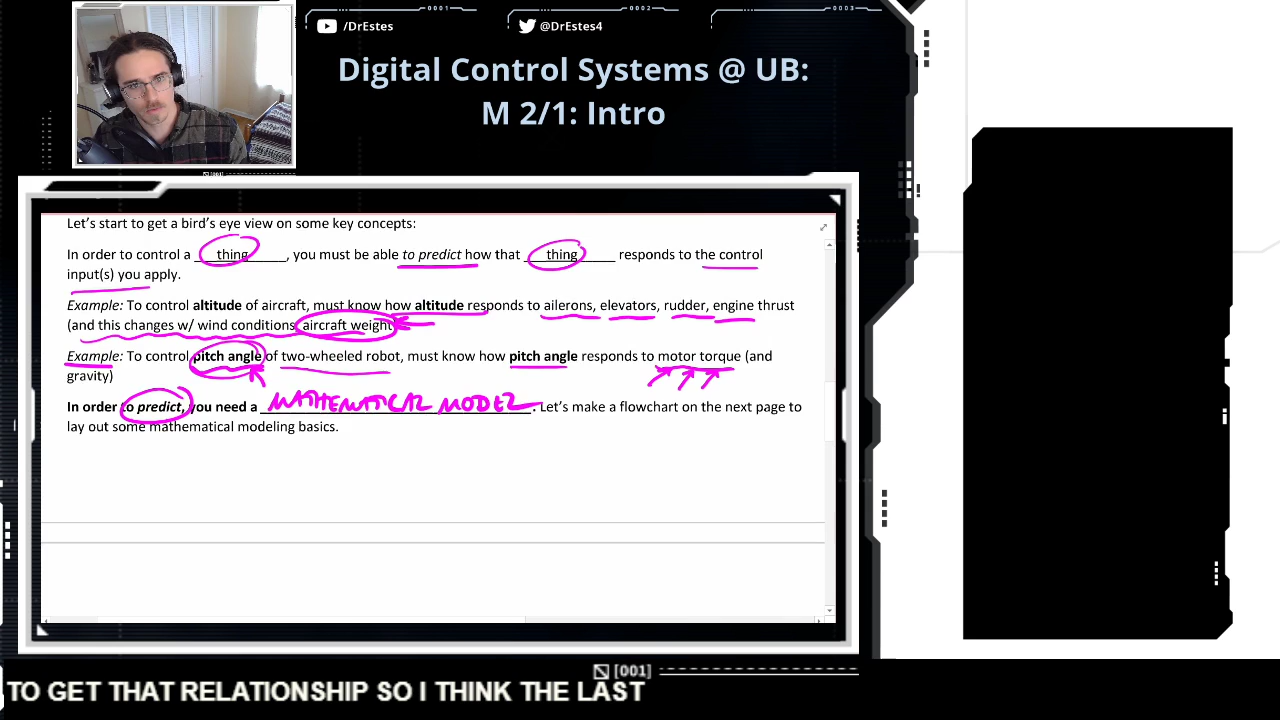 0001
0002
0003
/DrEstes
@DrEstes4
Digital Control Systems @ UB:
M 2/1: Intro
[001]
Let's start to get a bird's eye view on some key concepts:
In order to control a ___thing______, you must be able to predict how that ___thing______ responds to the control
input(s) you apply.
Example: To control altitude of aircraft, must know how altitude responds to ailerons, elevators, rudder, engine thrust
(and this changes w/ wind conditions, aircraft weight)
Example: To control pitch angle of two-wheeled robot, must know how pitch angle responds to motor torque (and
gravity)
In order to predict, you need a MATHEMATICAL MODEL. Let's make a flowchart on the next page to
lay out some mathematical modeling basics.
[001]
TO GET THAT RELATIONSHIP SO I THINK THE LAST